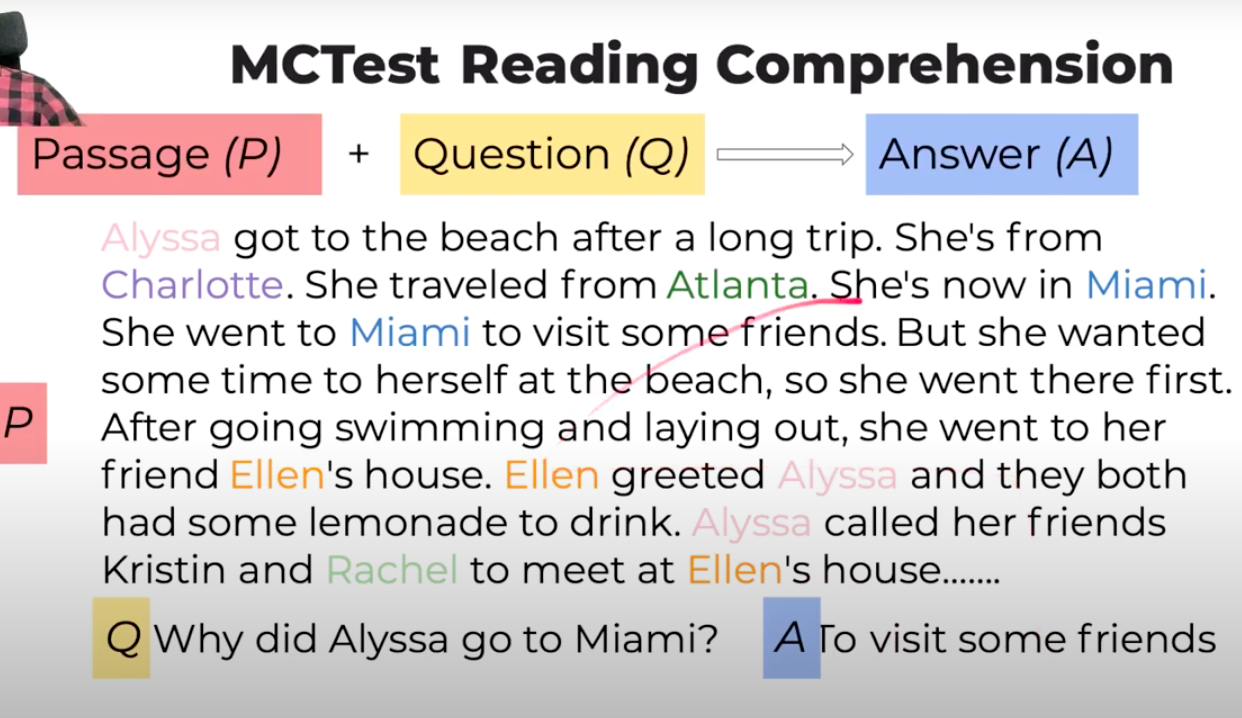 MCTest Reading Comprehension
Passage (P) + Question (Q) Answer (A)
Alyssa got to the beach after a long trip. She's from
Charlotte. She traveled from Atlanta. She's now in Miami.
She went to Miami to visit some friends. But she wanted
some time to herself at the beach, so she went there first.
P
After going swimming and laying out, she went to her
friend Ellen's house. Ellen greeted Alyssa and they both
had some lemonade to drink. Alyssa called her friends
Kristin and Rachel to meet at Ellen's house.......
Q Why did Alyssa go to Miami? A To visit some friends